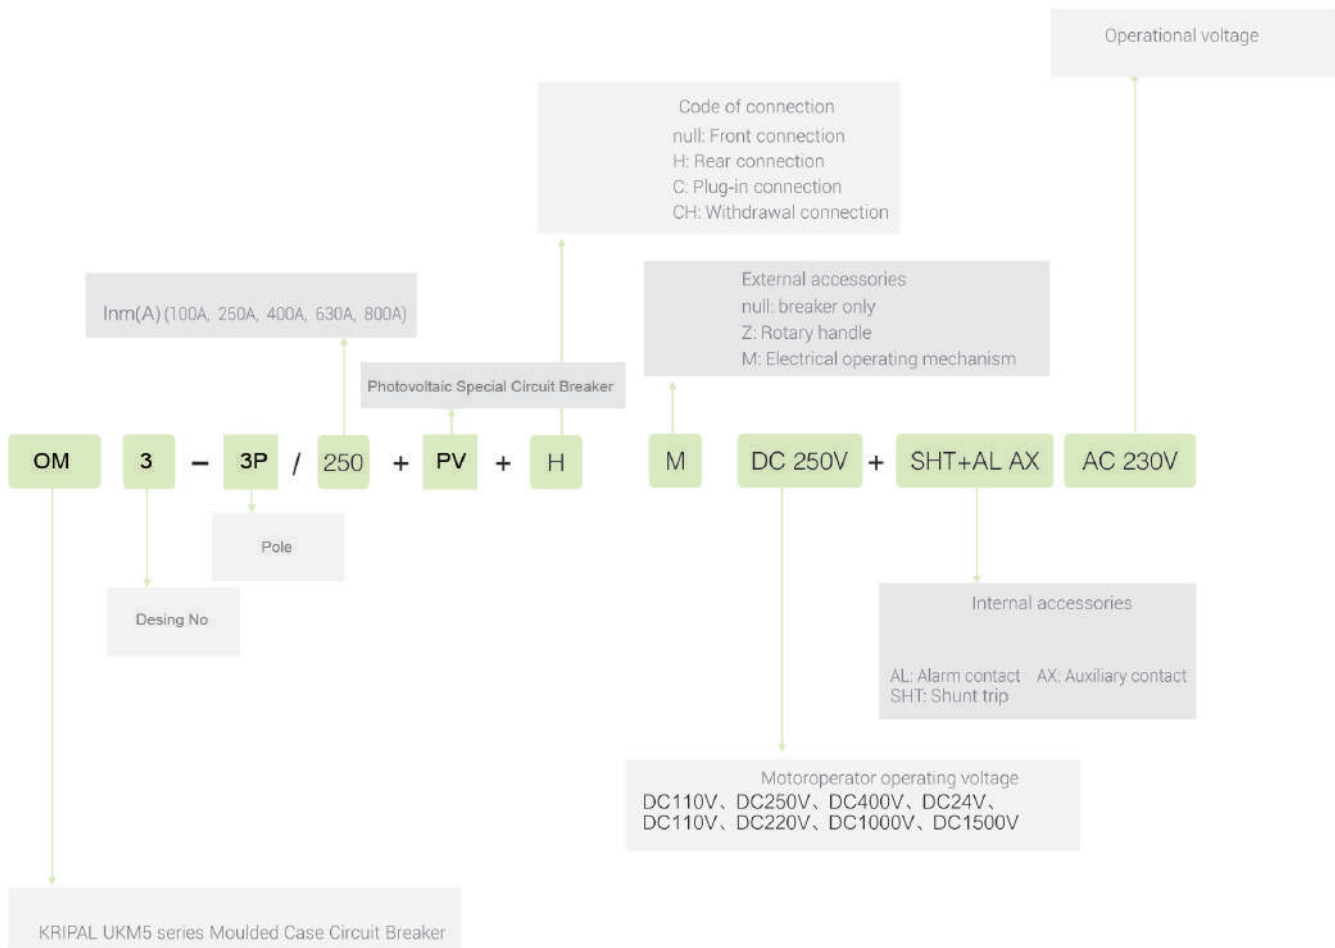 Operational voltage
Code of connection
null: Front connection
H: Rear connection
C: Plug-in connection
CH: Withdrawal connection
External accessories
null: breaker only
Z: Rotary handle
M: Electrical operating mechanism
Inm(A) (100A, 250A, 400A, 630A, 800A)
Photovoltaic Special Circuit Breaker
OM 3 - 3P / 250 + PV + H M DC 250V + SHT+AL AX AC 230V
Pole
Desing No
Internal accessories
AL: Alarm contact AX: Auxiliary contact
SHT: Shunt trip
Motoroperator operating voltage
DC110V、DC250V、DC400V、DC24V、
DC110V、DC220V、DC1000V、DC1500V
KRIPAL UKM5 series Moulded Case Circuit Breaker